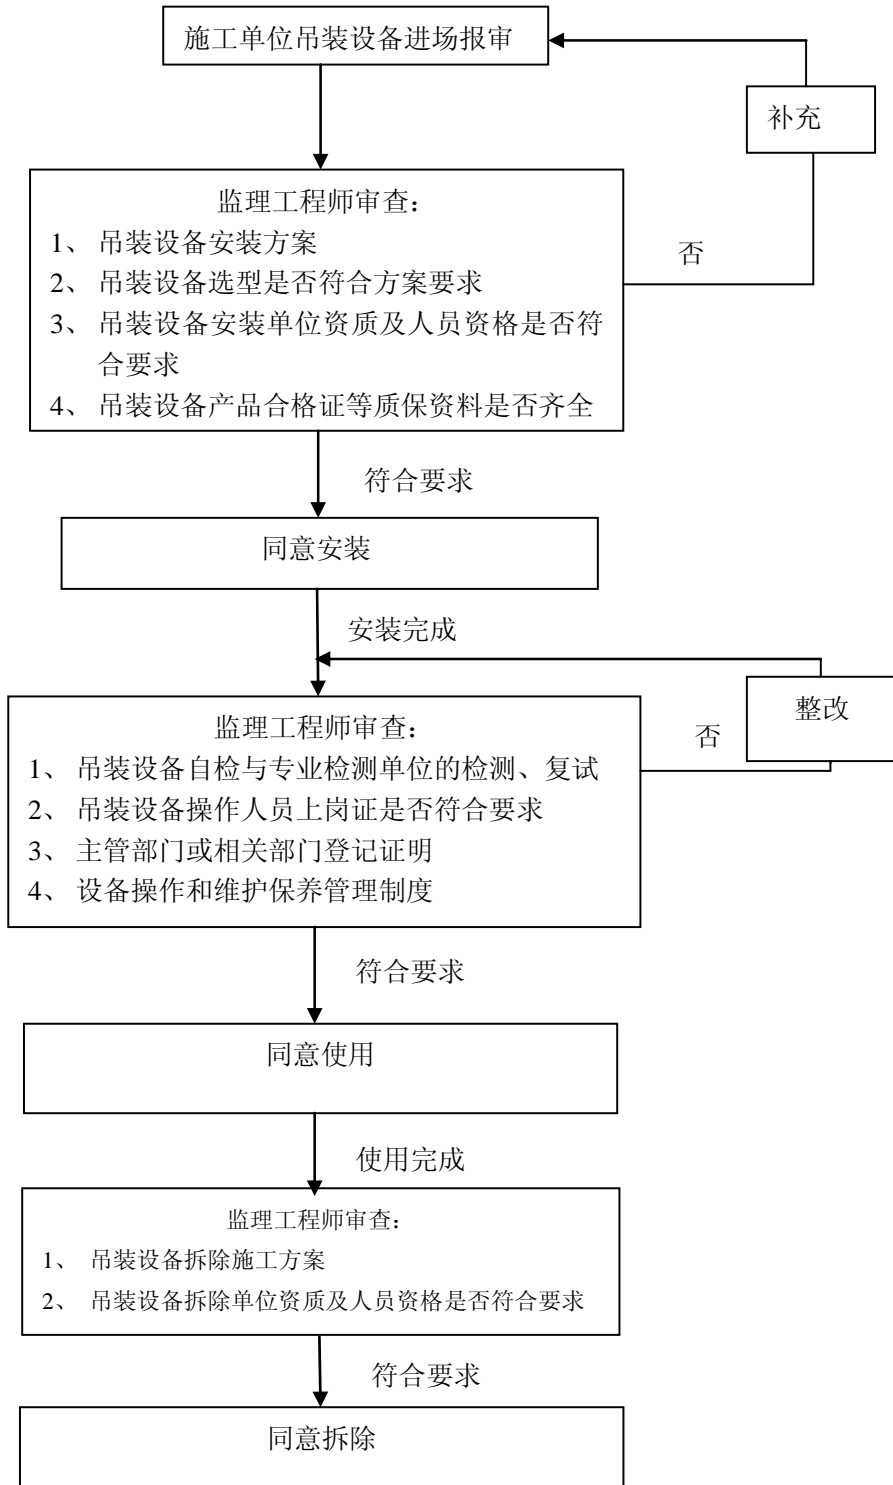 施工单位吊装设备进场报审
补充
监理工程师审查：
1、 吊装设备安装方案
2、 吊装设备选型是否符合方案要求
3、 吊装设备安装单位资质及人员资格是否符
合要求
4、 吊装设备产品合格证等质保资料是否齐全
否
符合要求
同意安装
安装完成
监理工程师审查：
1、 吊装设备自检与专业检测单位的检测、复试
2、 吊装设备操作人员上岗证是否符合要求
3、 主管部门或相关部门登记证明
4、 设备操作和维护保养管理制度
否
整改
符合要求
同意使用
使用完成
监理工程师审查：
1、 吊装设备拆除施工方案
2、 吊装设备拆除单位资质及人员资格是否符合要求
符合要求
同意拆除